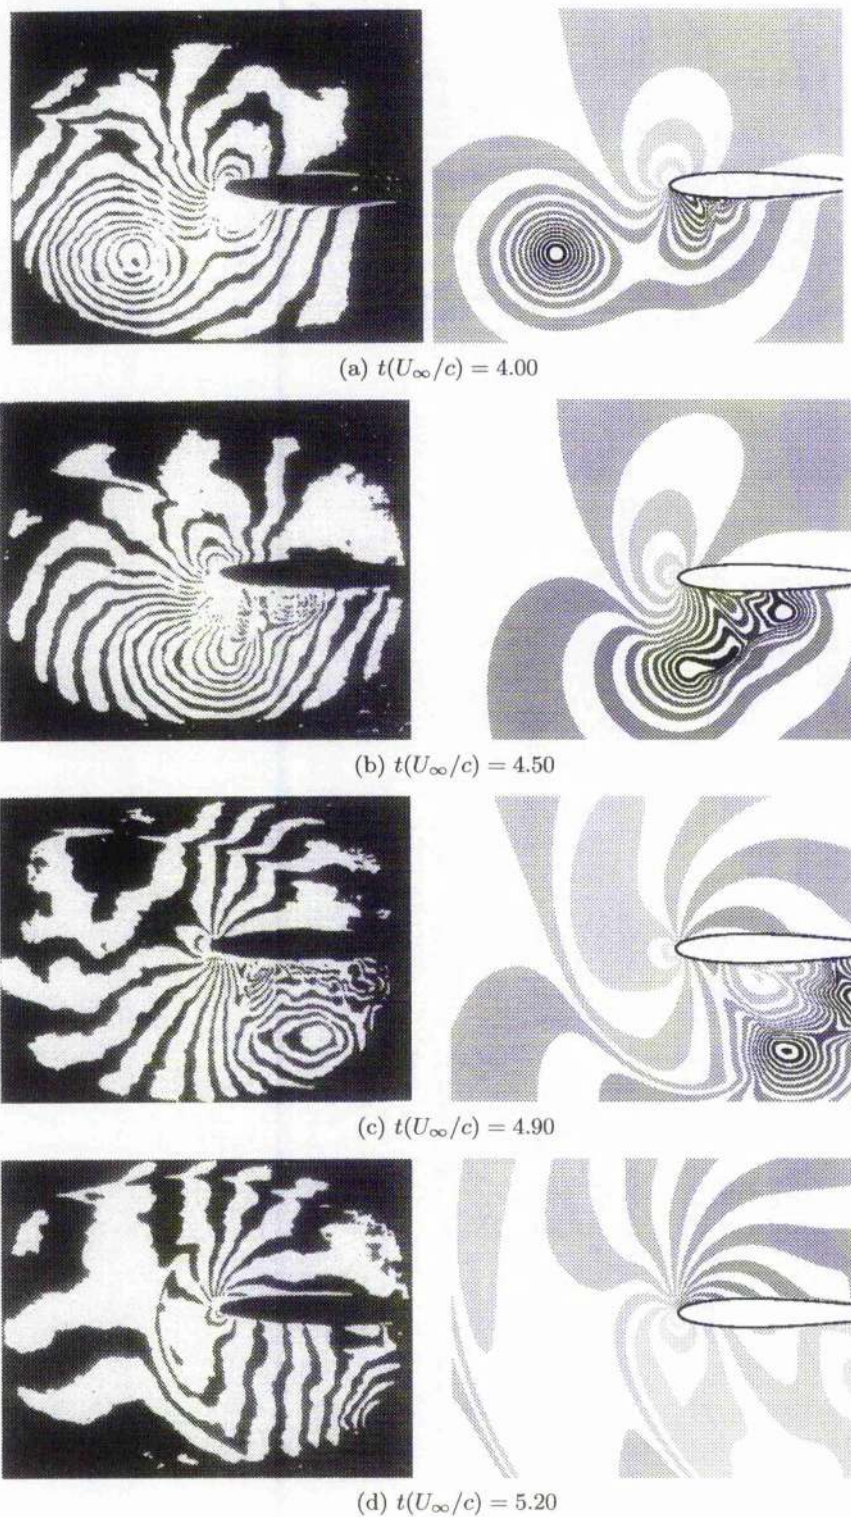 (a) t(U∞/c) = 4.00
(b) t(U∞/c) = 4.50
(c) t(U∞/c) = 4.90
(d) t(U∞/c) = 5.20